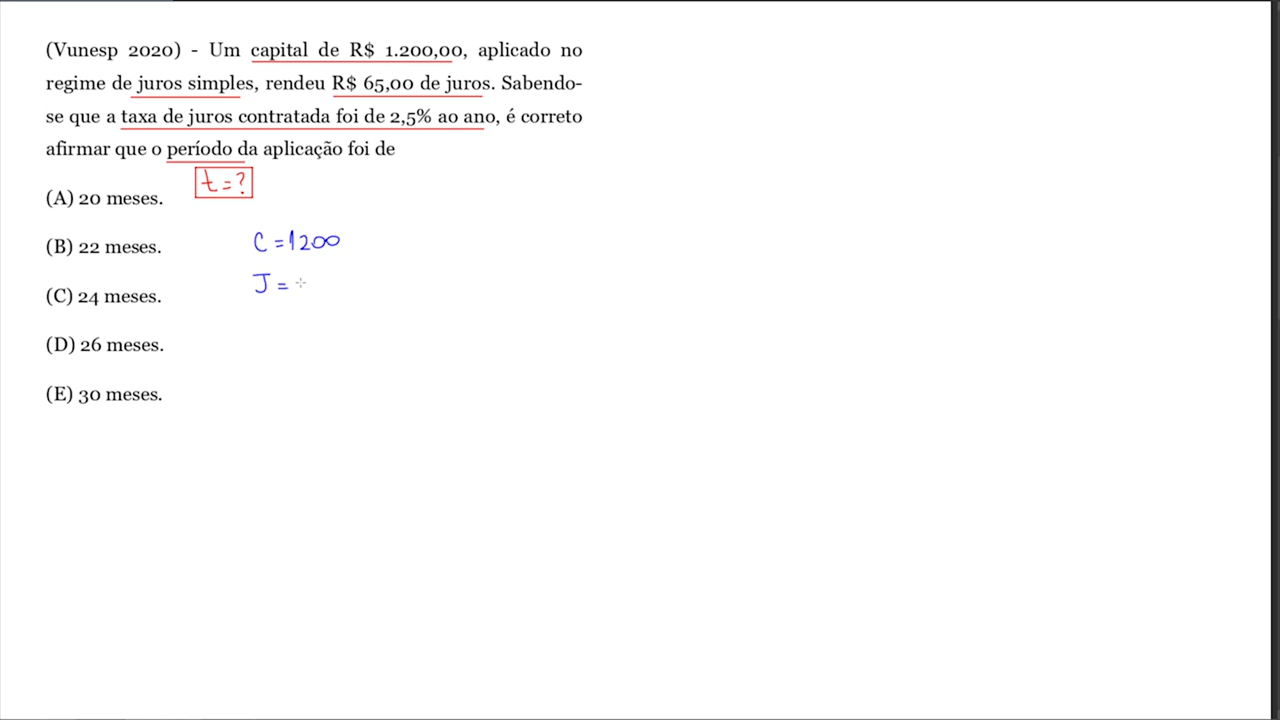 (Vunesp 2020) - Um capital de R$ 1.200,00, aplicado no
regime de juros simples, rendeu R$ 65,00 de juros. Sabendo-
se que a taxa de juros contratada foi de 2,5% ao ano, é correto
afirmar que o período da aplicação foi de
t = ?
(A) 20 meses.
(B) 22 meses.
C = 1200
J =
(C) 24 meses.
(D) 26 meses.
(E) 30 meses.